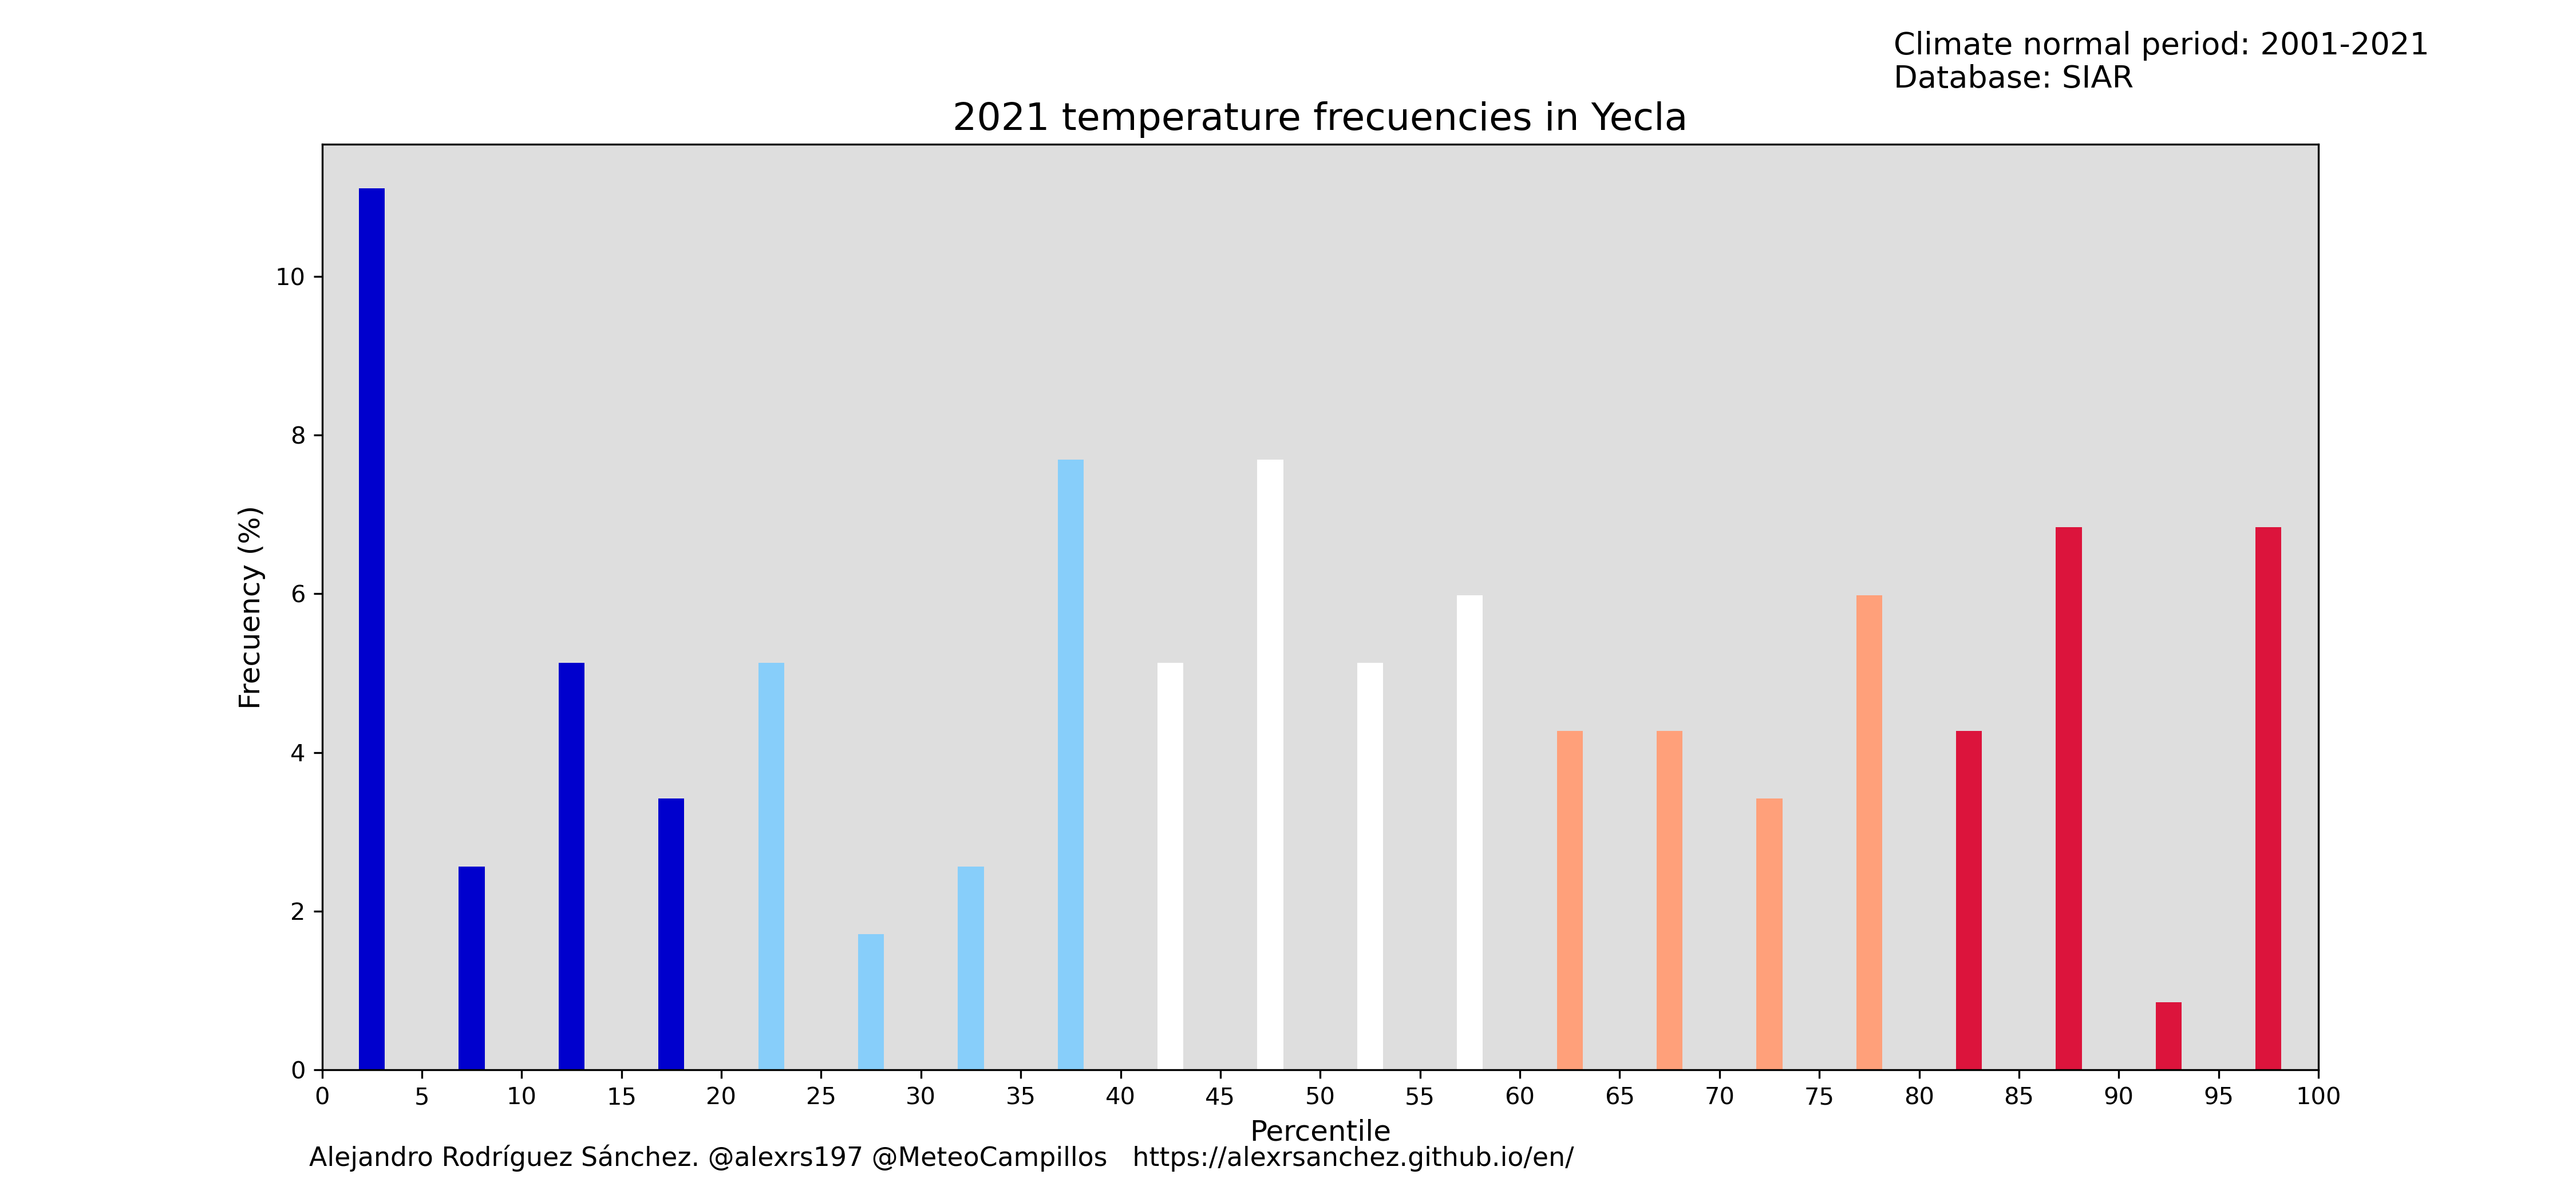 Climate normal period: 2001-2021
Database: SIAR
2021 temperature frecuencies in Yecla
Frecuency (%)
10
8
6
4
2
0
0 5 10 15 20 25 30 35 40 45 50 55 60 65 70 75 80 85 90 95 100
Percentile
Alejandro Rodríguez Sánchez. @alexrs197 @MeteoCampillos https://alexrsanchez.github.io/en/